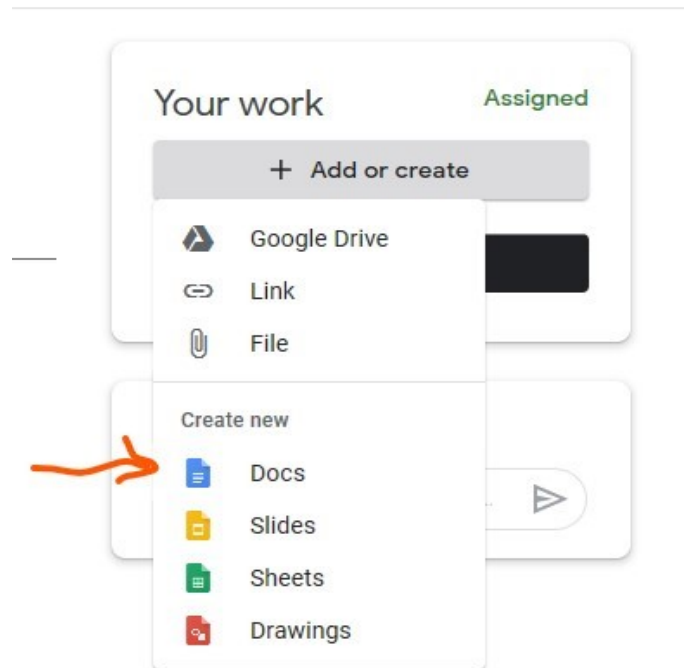 Your work
Assigned
+ Add or create
Google Drive
Link
File
Create new
Docs
Slides
Sheets
Drawings